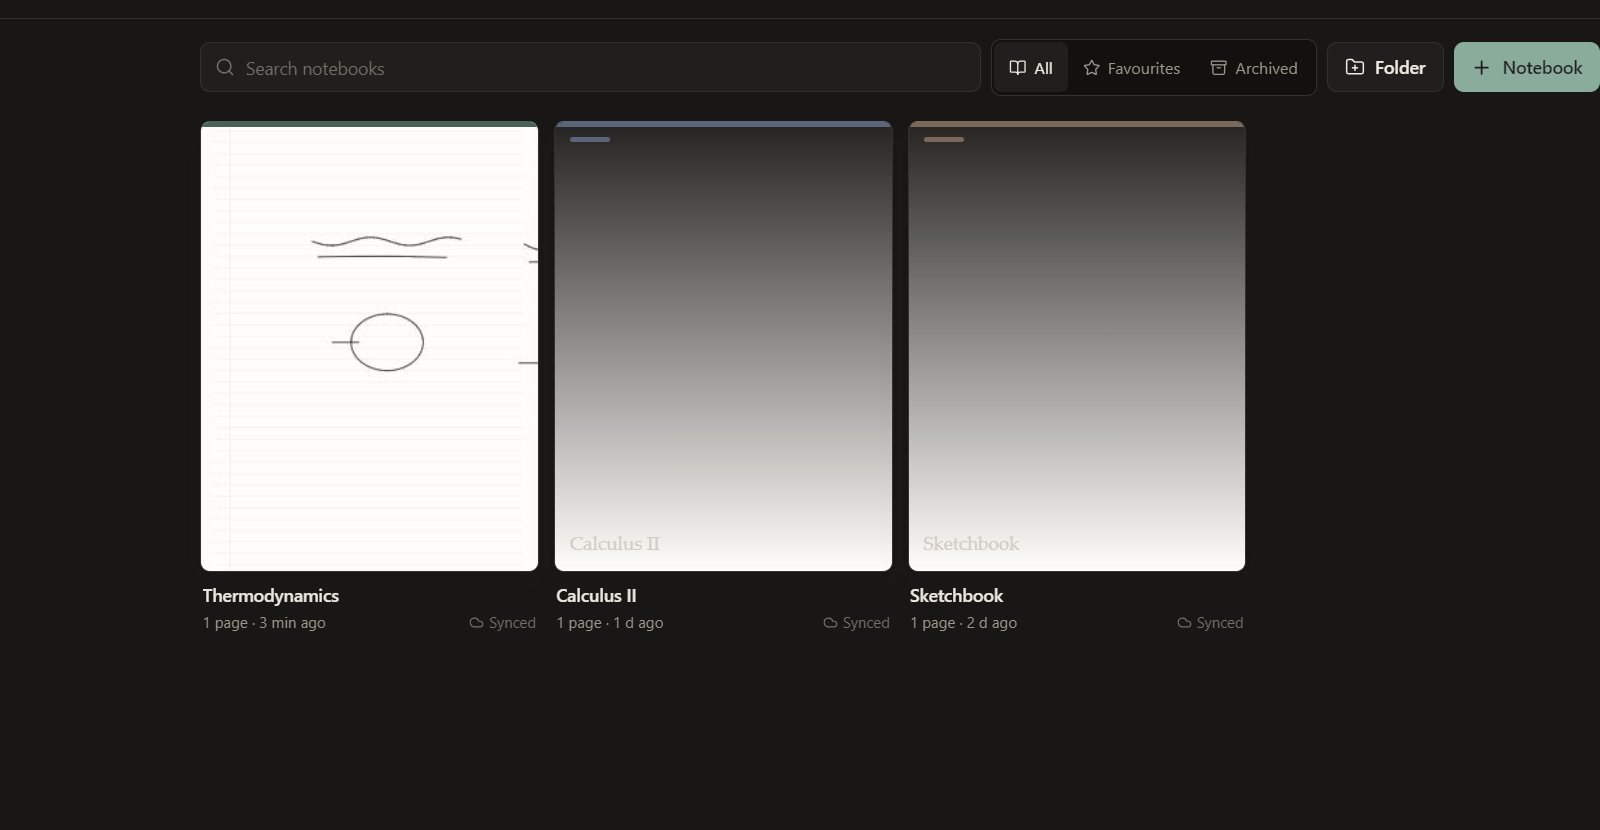 Search notebooks
All
Favourites
Archived
Folder
Notebook
Calculus II
Sketchbook
Thermodynamics
1 page · 3 min ago
Synced
Calculus II
1 page · 1 d ago
Synced
Sketchbook
1 page · 2 d ago
Synced